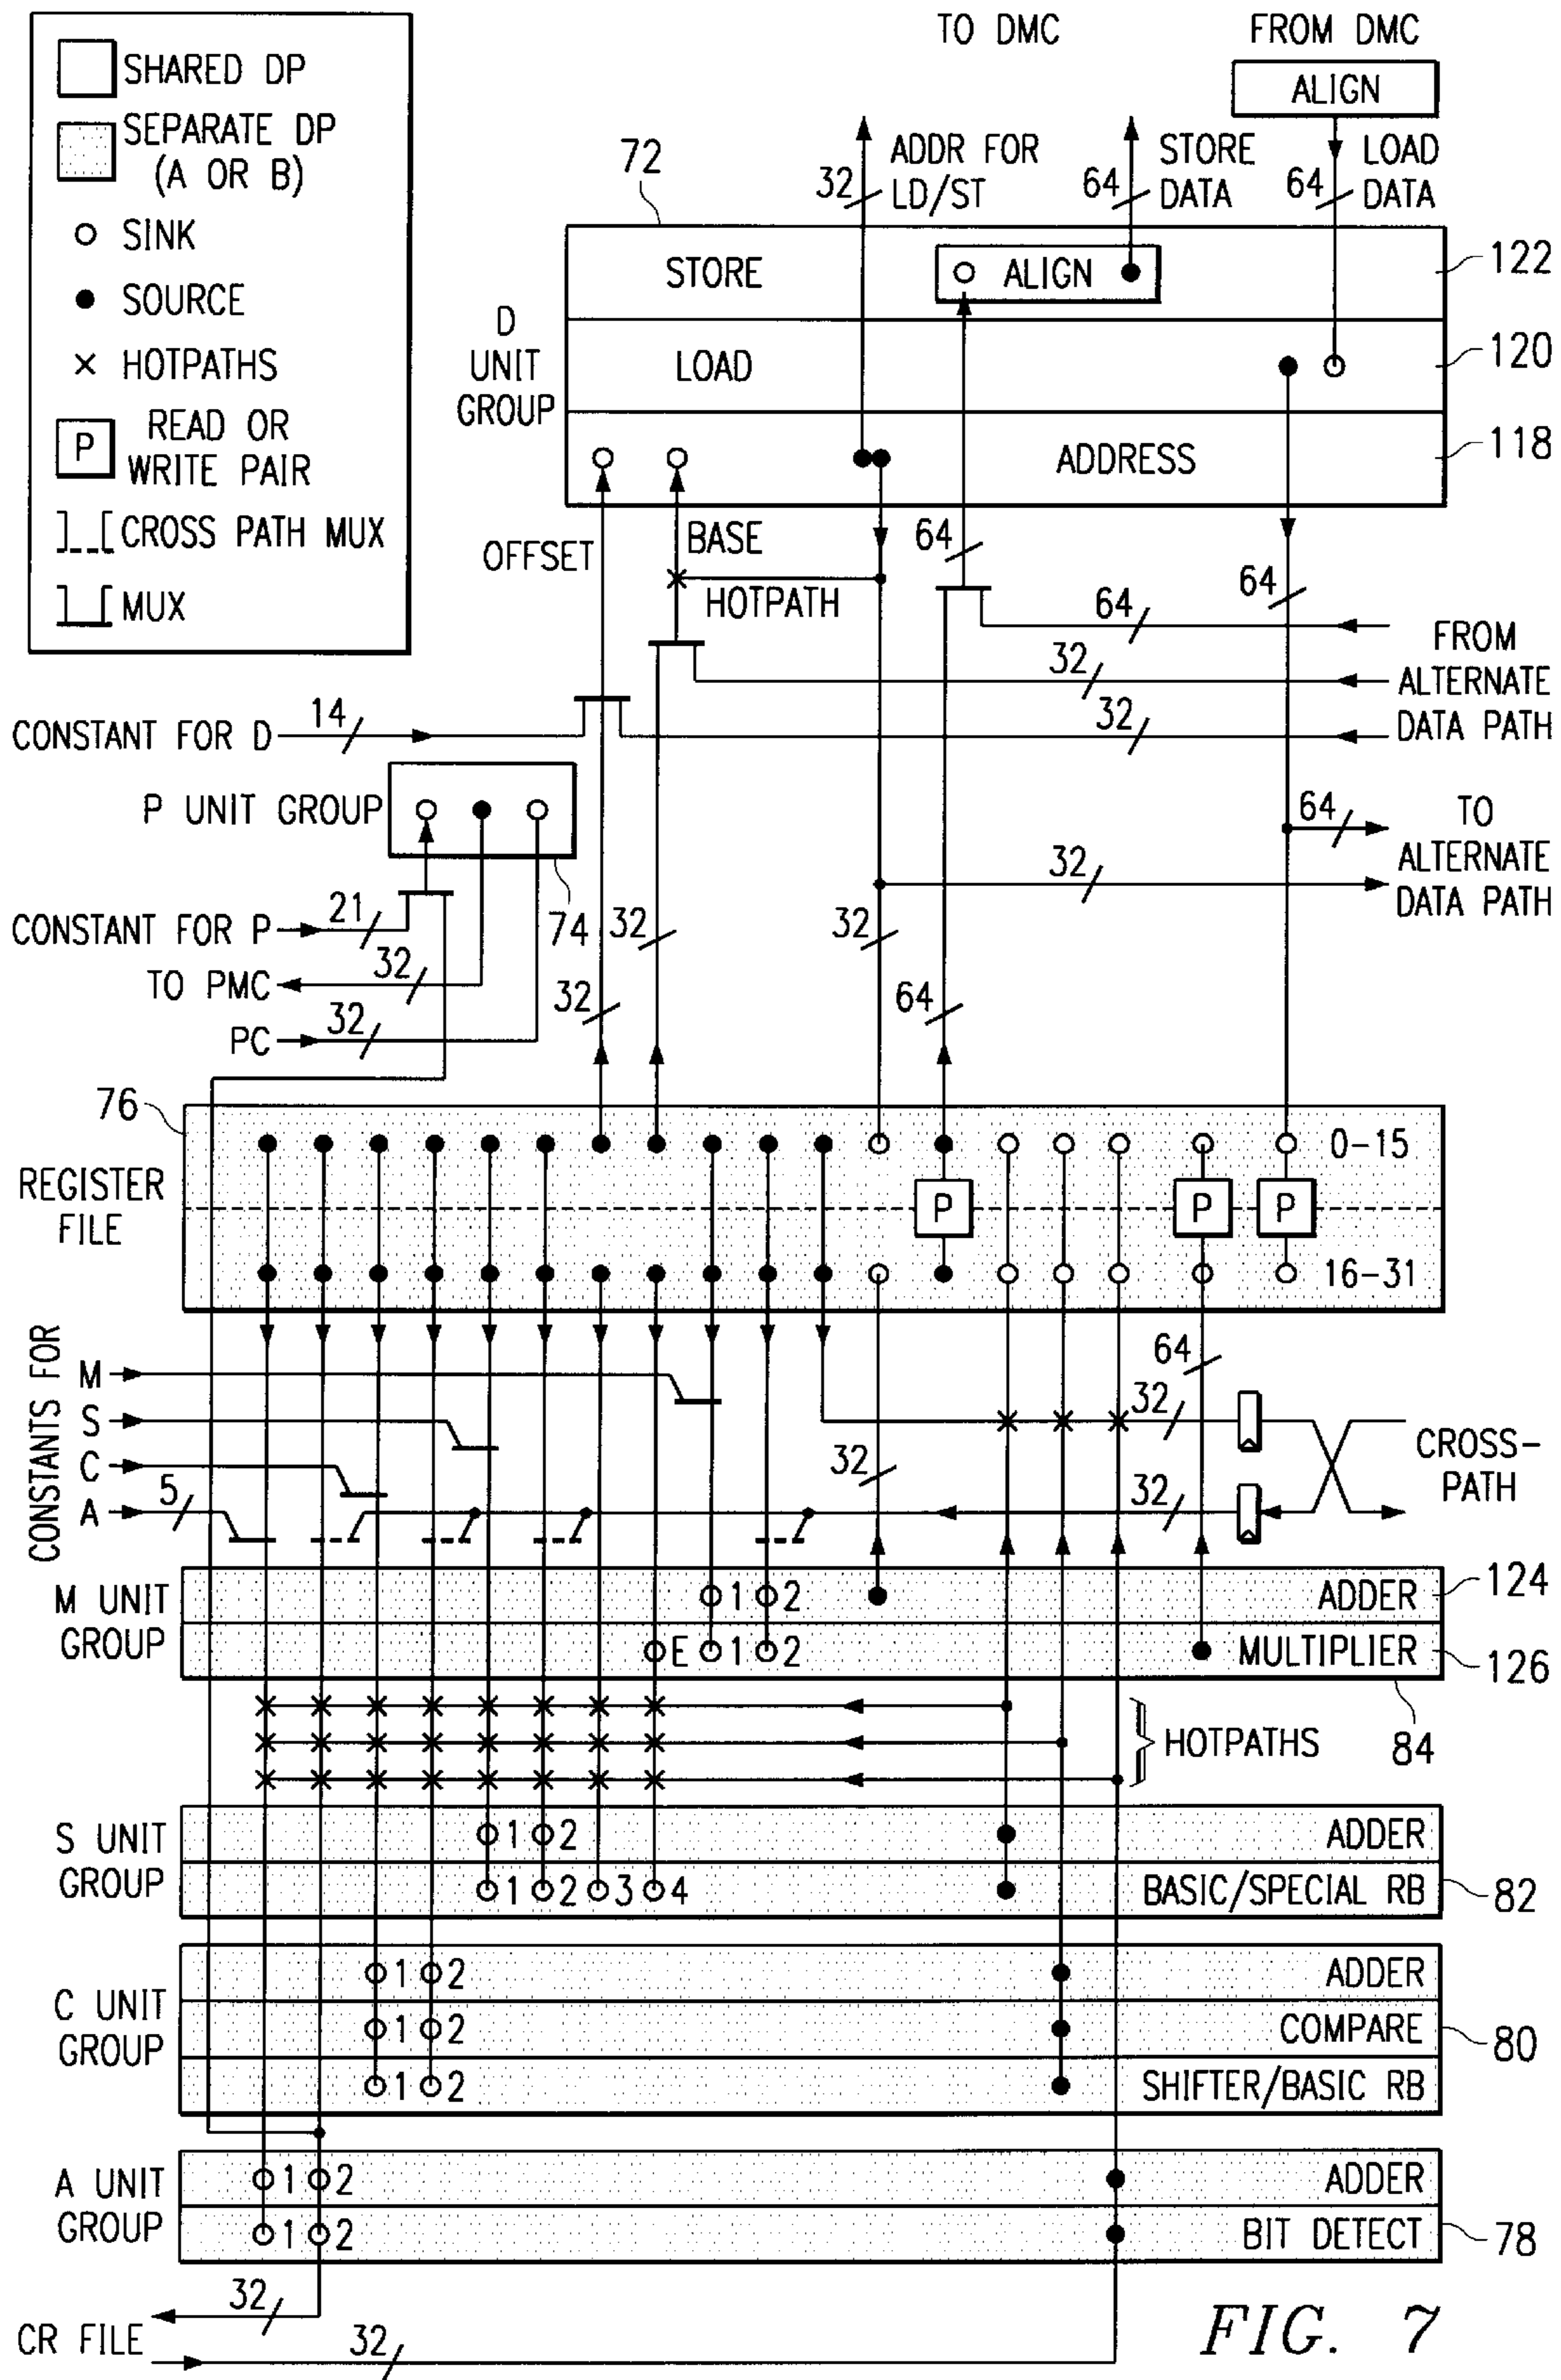 SHARED DP
SEPARATE DP
(A OR B)
SINK
SOURCE
HOTPATHS
P
READ OR
WRITE PAIR
CROSS PATH MUX
MUX
TO DMC
FROM DMC
ALIGN
72
32
ADDR FOR
LD/ST
64
STORE
DATA
64
LOAD
DATA
D
UNIT
GROUP
STORE
ALIGN
122
LOAD
120
ADDRESS
118
OFFSET
BASE
HOTPATH
64
64
64
32
32
FROM
ALTERNATE
DATA PATH
CONSTANT FOR D
14
P UNIT GROUP
74
64
32
TO
ALTERNATE
DATA PATH
CONSTANT FOR P
21
TO PMC
32
PC
32
32
32
32
64
76
REGISTER
FILE
0-15
P
P
P
16-31
CONSTANTS FOR
M
S
C
A
5
32
64
32
32
CROSS-
PATH
M UNIT
GROUP
1
2
ADDER
124
E
1
2
MULTIPLIER
126
HOTPATHS
84
S UNIT
GROUP
1
2
ADDER
1
2
3
4
BASIC/SPECIAL RB
82
C UNIT
GROUP
1
2
ADDER
1
2
COMPARE
80
1
2
SHIFTER/BASIC RB
A UNIT
GROUP
1
2
ADDER
1
2
BIT DETECT
78
32
CR FILE
32
FIG. 7